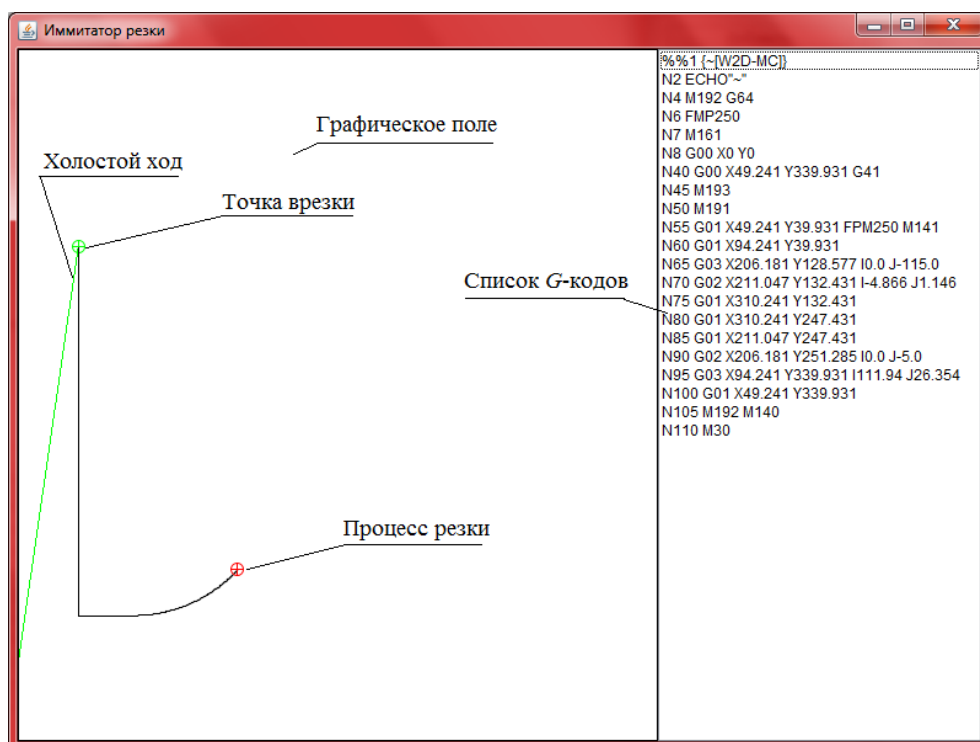 Иммитатор резки
Графическое поле
Холостой ход
Точка врезки
Список G-кодов
Процесс резки
%%1 {~[W2D-MC]}
N2 ECHO"~"
N4 M192 G64
N6 FMP250
N7 M161
N8 G00 X0 Y0
N40 G00 X49.241 Y339.931 G41
N45 M193
N50 M191
N55 G01 X49.241 Y39.931 FPM250 M141
N60 G01 X94.241 Y39.931
N65 G03 X206.181 Y128.577 I0.0 J-115.0
N70 G02 X211.047 Y132.431 I-4.866 J1.146
N75 G01 X310.241 Y132.431
N80 G01 X310.241 Y247.431
N85 G01 X211.047 Y247.431
N90 G02 X206.181 Y251.285 I0.0 J-5.0
N95 G03 X94.241 Y339.931 I111.94 J26.354
N100 G01 X49.241 Y339.931
N105 M192 M140
N110 M30